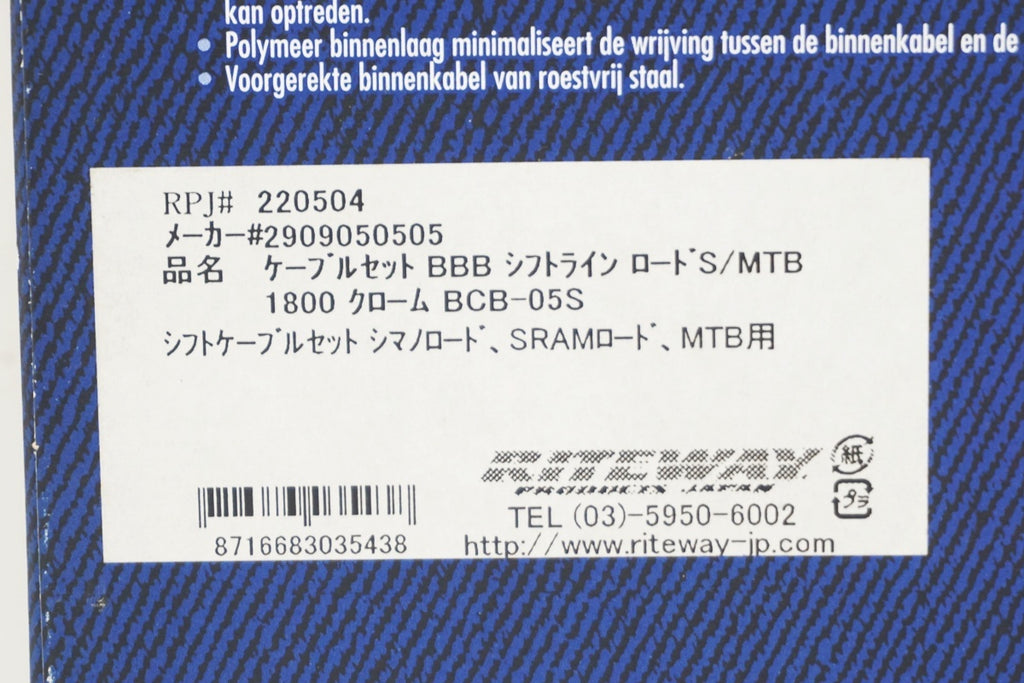 kan optreden.
• Polymeer binnenlaag minimaliseert de wrijving tussen de binnenkabel en de
• Voorgerekte binnenkabel van roestvrij staal.
RPJ# 220504
ﾒｰｶｰ#2909050505
品名 ｹｰﾌﾞﾙｾｯﾄ BBB ｼﾌﾄﾗｲﾝ ﾛｰﾄﾞS/MTB
1800 ｸﾛｰﾑ BCB-05S
ｼﾌﾄｹｰﾌﾞﾙｾｯﾄ ｼﾏﾉﾛｰﾄﾞ、SRAMﾛｰﾄﾞ、MTB用
RITEWAY
PRODUCTS JAPAN
紙
プラ
TEL (03)-5950-6002
8716683035438
http://www.riteway-jp.com